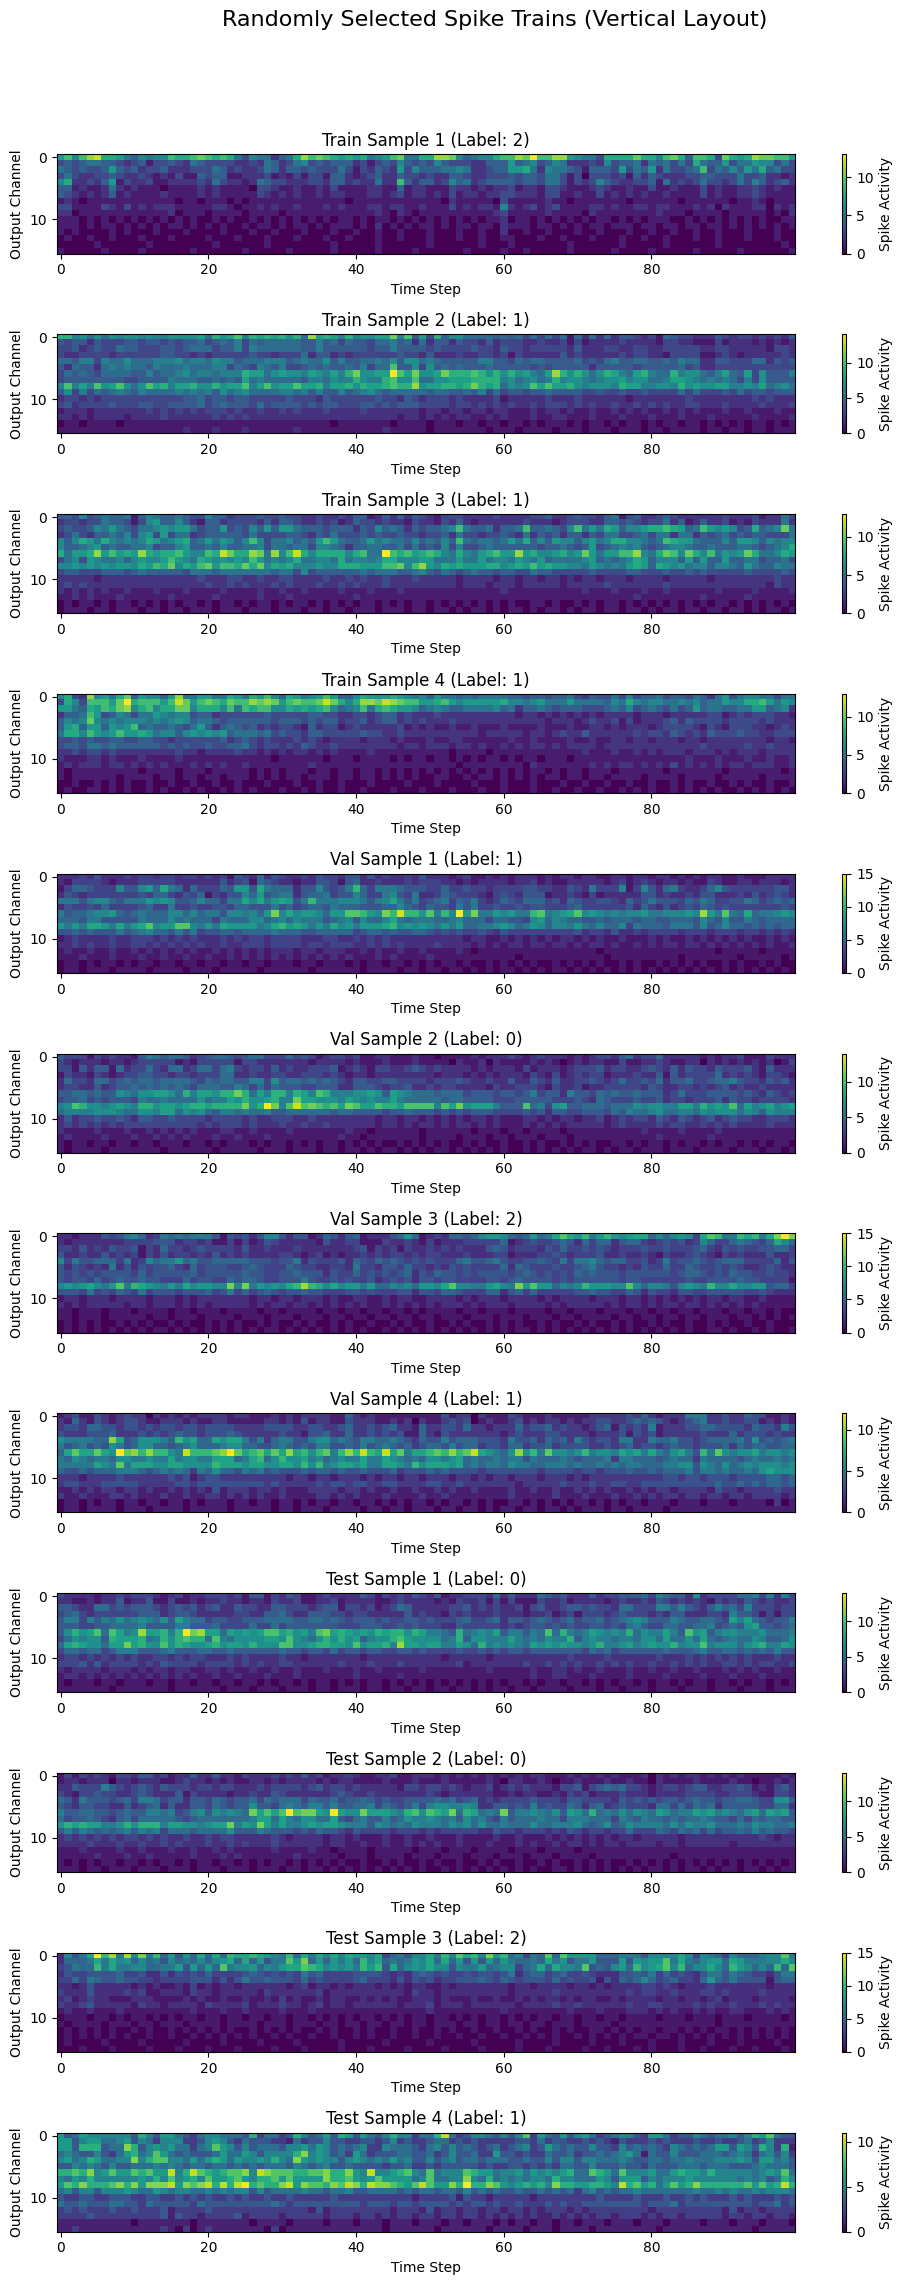 Randomly Selected Spike Trains (Vertical Layout)
Train Sample 1 (Label: 2)
Output Channel
0
10
0 20 40 60 80
Time Step
10
5
0
Spike Activity
Train Sample 2 (Label: 1)
Output Channel
0
10
0 20 40 60 80
Time Step
10
5
0
Spike Activity
Train Sample 3 (Label: 1)
Output Channel
0
10
0 20 40 60 80
Time Step
10
5
0
Spike Activity
Train Sample 4 (Label: 1)
Output Channel
0
10
0 20 40 60 80
Time Step
10
5
0
Spike Activity
Val Sample 1 (Label: 1)
Output Channel
0
10
0 20 40 60 80
Time Step
15
10
5
0
Spike Activity
Val Sample 2 (Label: 0)
Output Channel
0
10
0 20 40 60 80
Time Step
10
5
0
Spike Activity
Val Sample 3 (Label: 2)
Output Channel
0
10
0 20 40 60 80
Time Step
15
10
5
0
Spike Activity
Val Sample 4 (Label: 1)
Output Channel
0
10
0 20 40 60 80
Time Step
10
5
0
Spike Activity
Test Sample 1 (Label: 0)
Output Channel
0
10
0 20 40 60 80
Time Step
10
5
0
Spike Activity
Test Sample 2 (Label: 0)
Output Channel
0
10
0 20 40 60 80
Time Step
10
5
0
Spike Activity
Test Sample 3 (Label: 2)
Output Channel
0
10
0 20 40 60 80
Time Step
15
10
5
0
Spike Activity
Test Sample 4 (Label: 1)
Output Channel
0
10
0 20 40 60 80
Time Step
10
5
0
Spike Activity